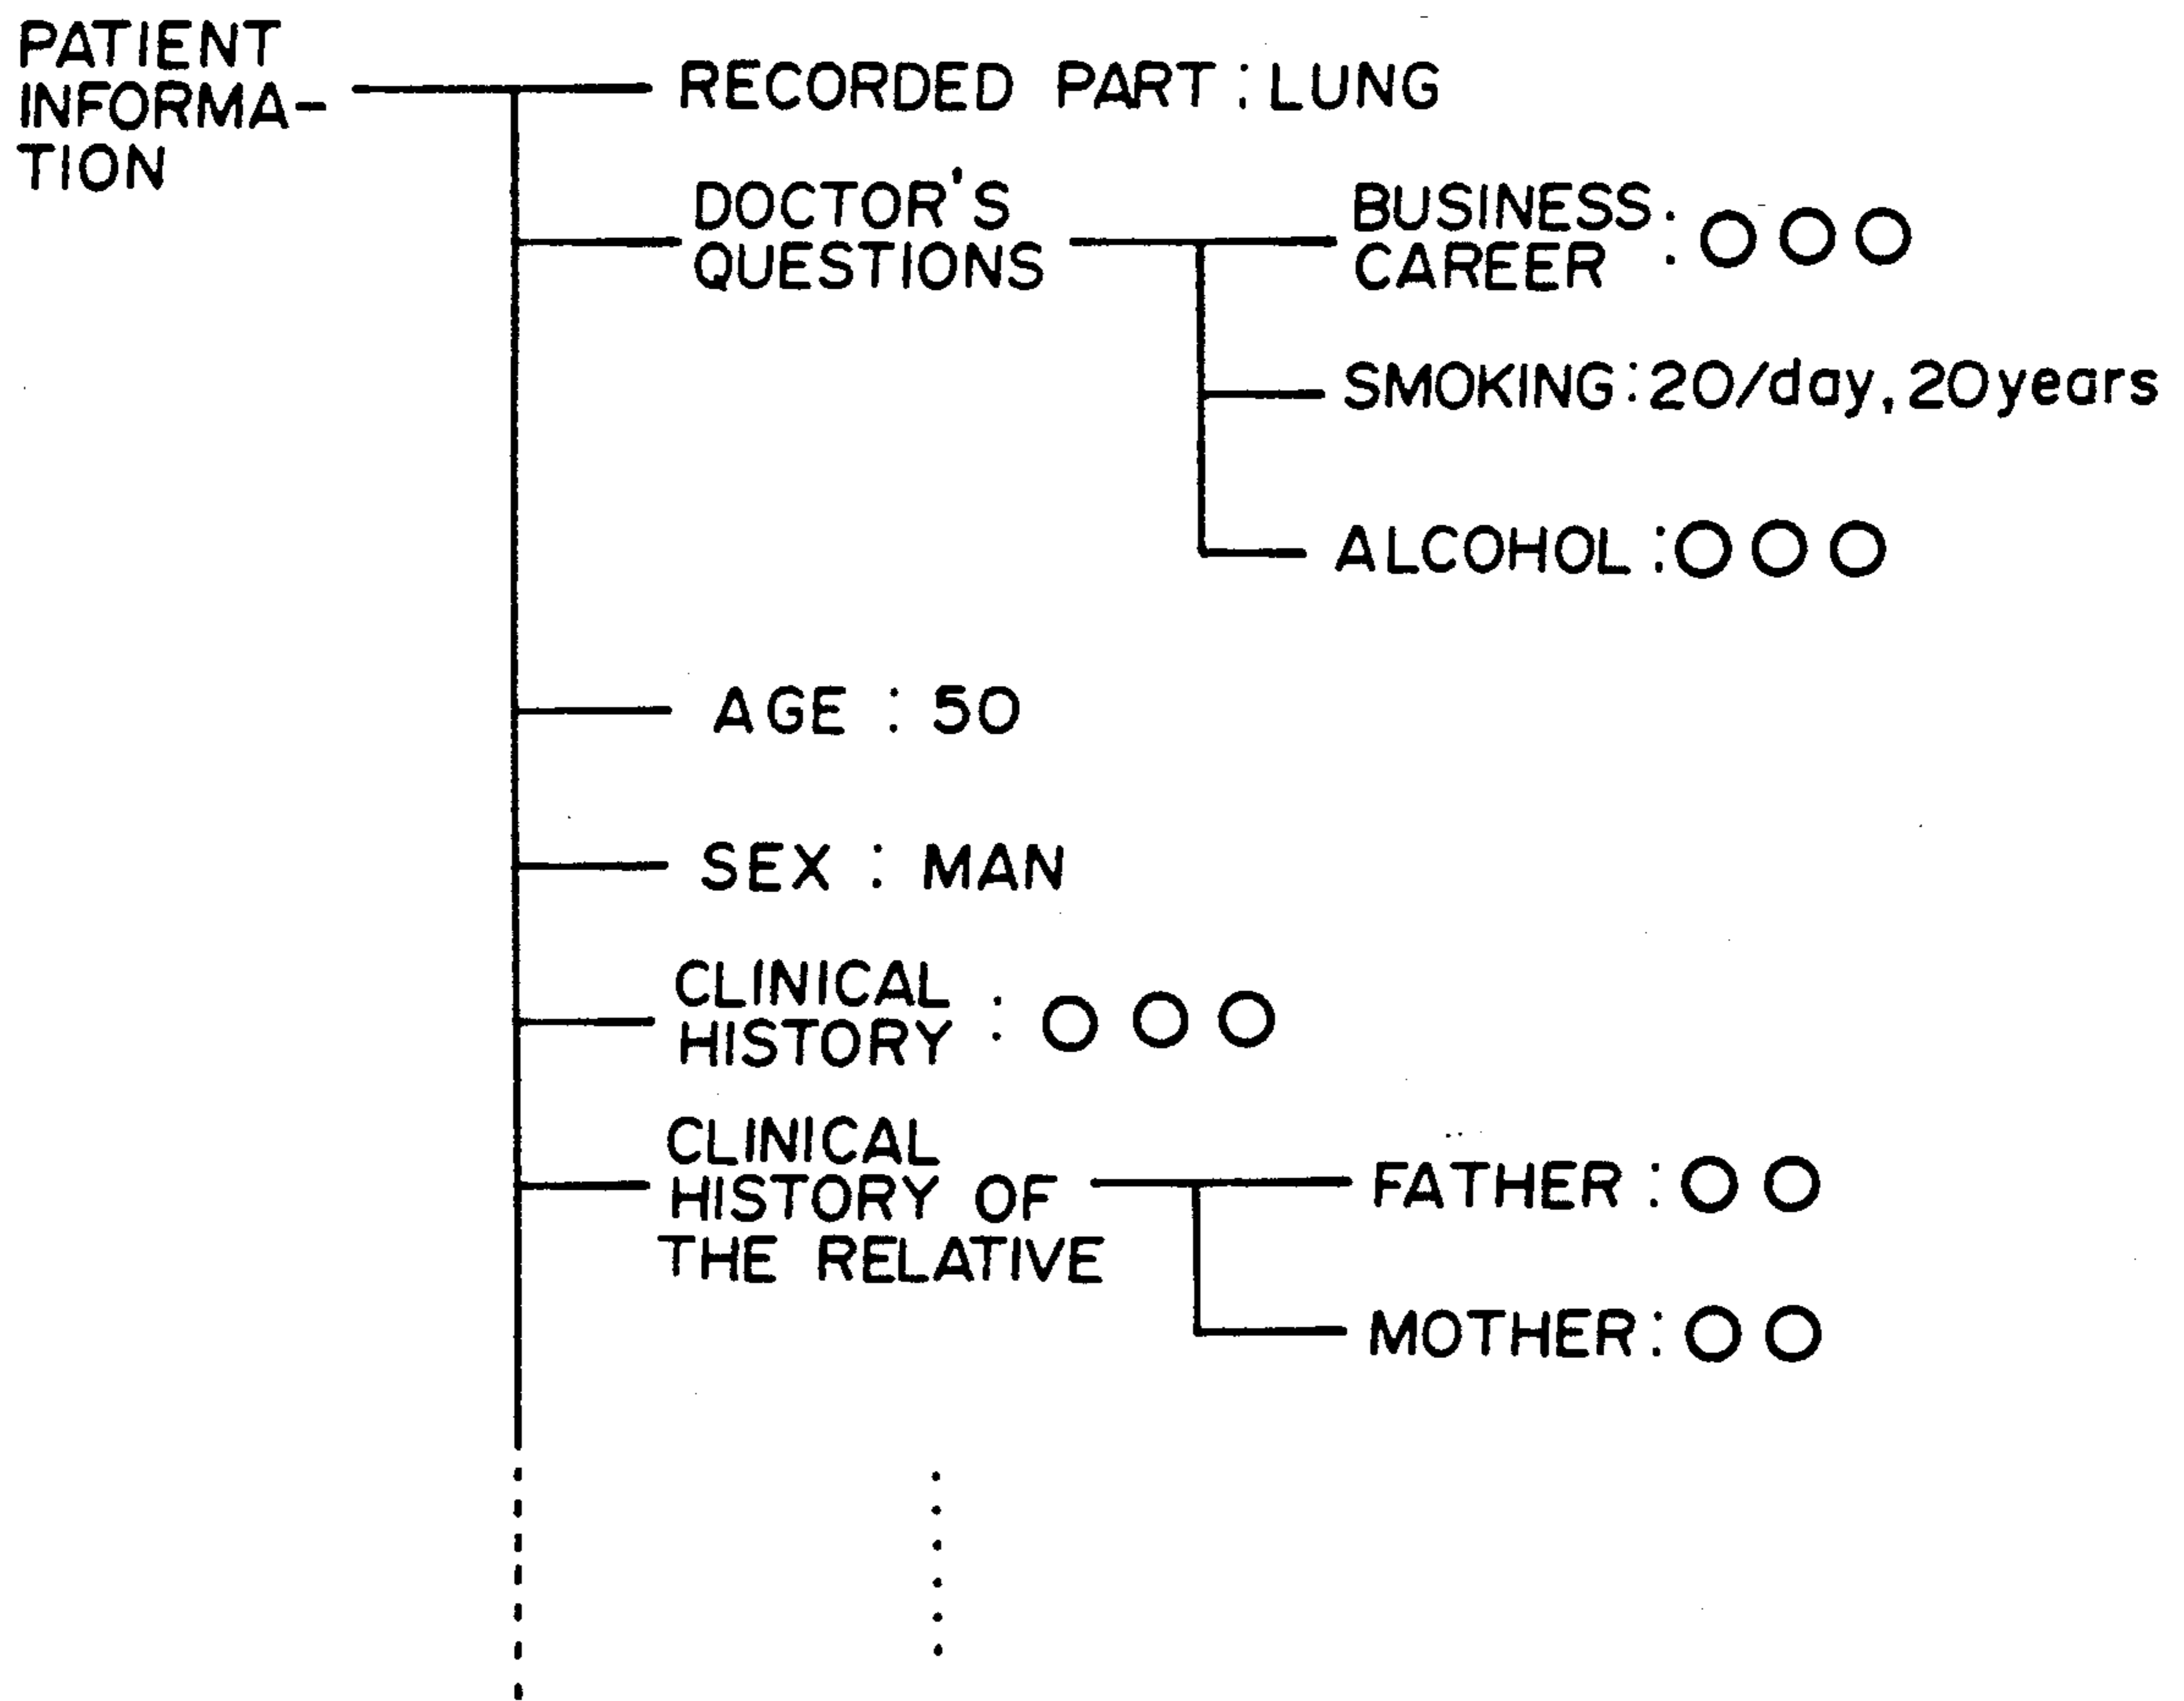 PATIENT
INFORMA-
TION
RECORDED PART : LUNG
DOCTOR'S
QUESTIONS
BUSINESS
CAREER : ○ ○ ○
SMOKING : 20/day, 20years
ALCOHOL : ○ ○ ○
AGE : 50
SEX : MAN
CLINICAL
HISTORY : ○ ○ ○
CLINICAL
HISTORY OF
THE RELATIVE
FATHER : ○ ○
MOTHER : ○ ○